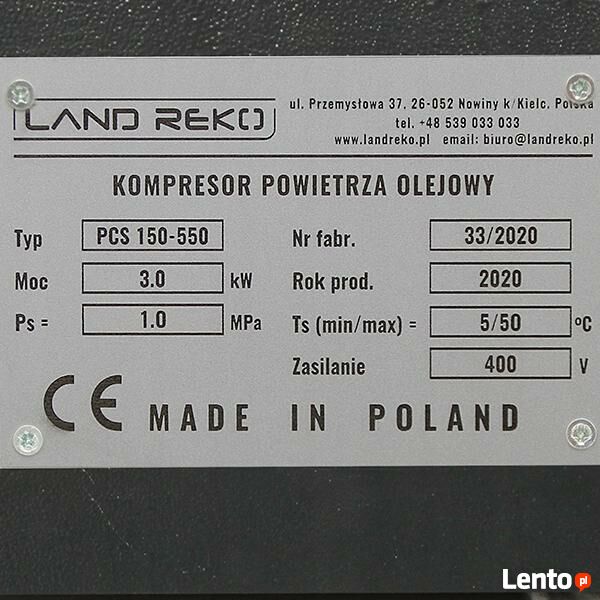 LAND REKO
ul. Przemysłowa 37, 26-052 Nowiny k/Kielc, Polska
tel. +48 539 033 033
www.landreko.pl email: biuro@landreko.pl
KOMPRESOR POWIETRZA OLEJOWY
Typ PCS 150-550 Nr fabr. 33/2020
Moc 3.0 kW Rok prod. 2020
Ps = 1.0 MPa Ts (min/max) = 5/50 °C
Zasilanie 400 V
CE MADE IN POLAND
Lento.pl